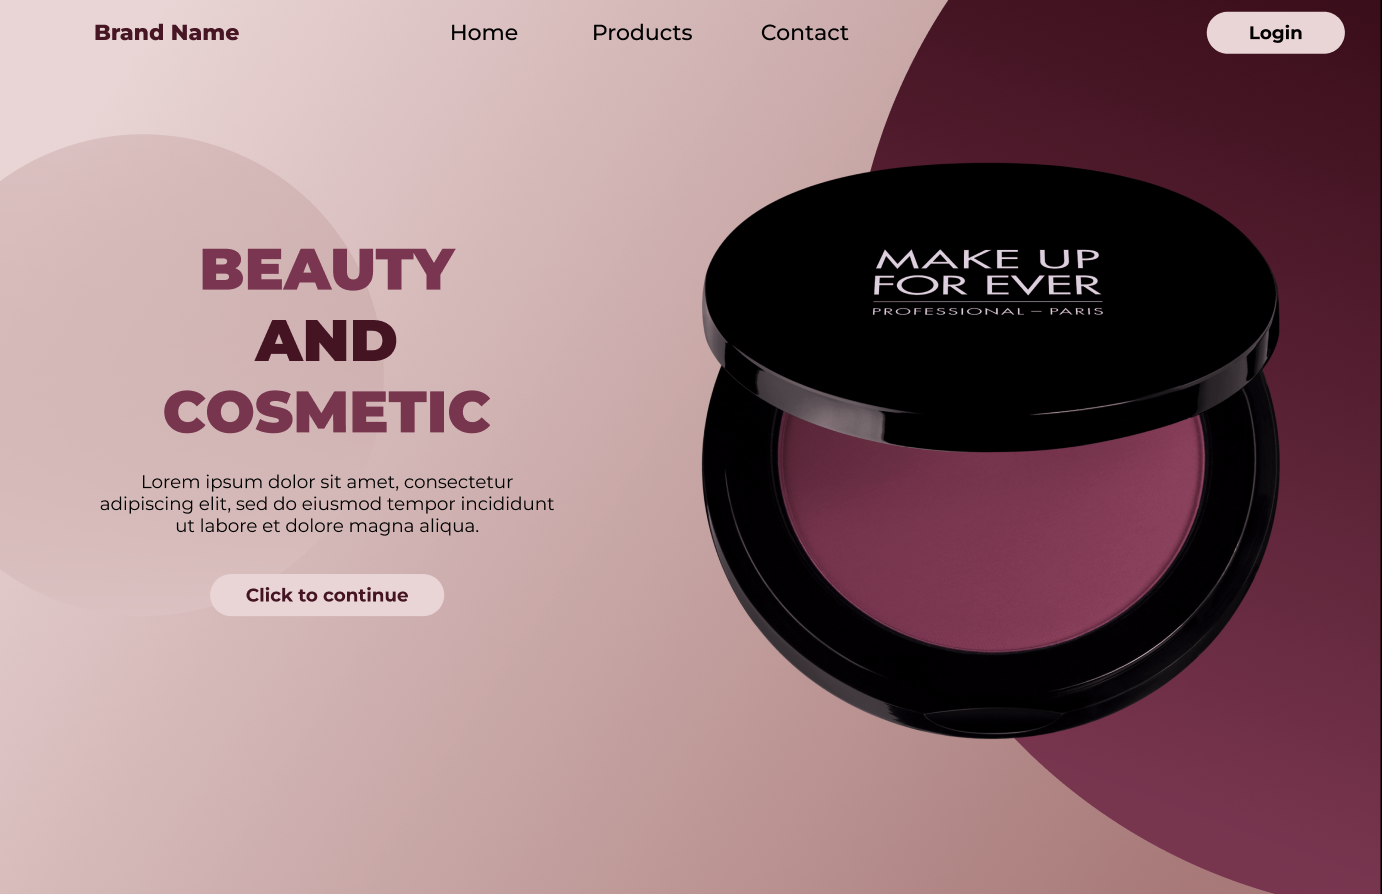 Brand Name
Home
Products
Contact
Login
BEAUTY
AND
COSMETIC
Lorem ipsum dolor sit amet, consectetur
adipiscing elit, sed do eiusmod tempor incididunt
ut labore et dolore magna aliqua.
Click to continue
MAKE UP
FOR EVER
PROFESSIONAL – PARIS